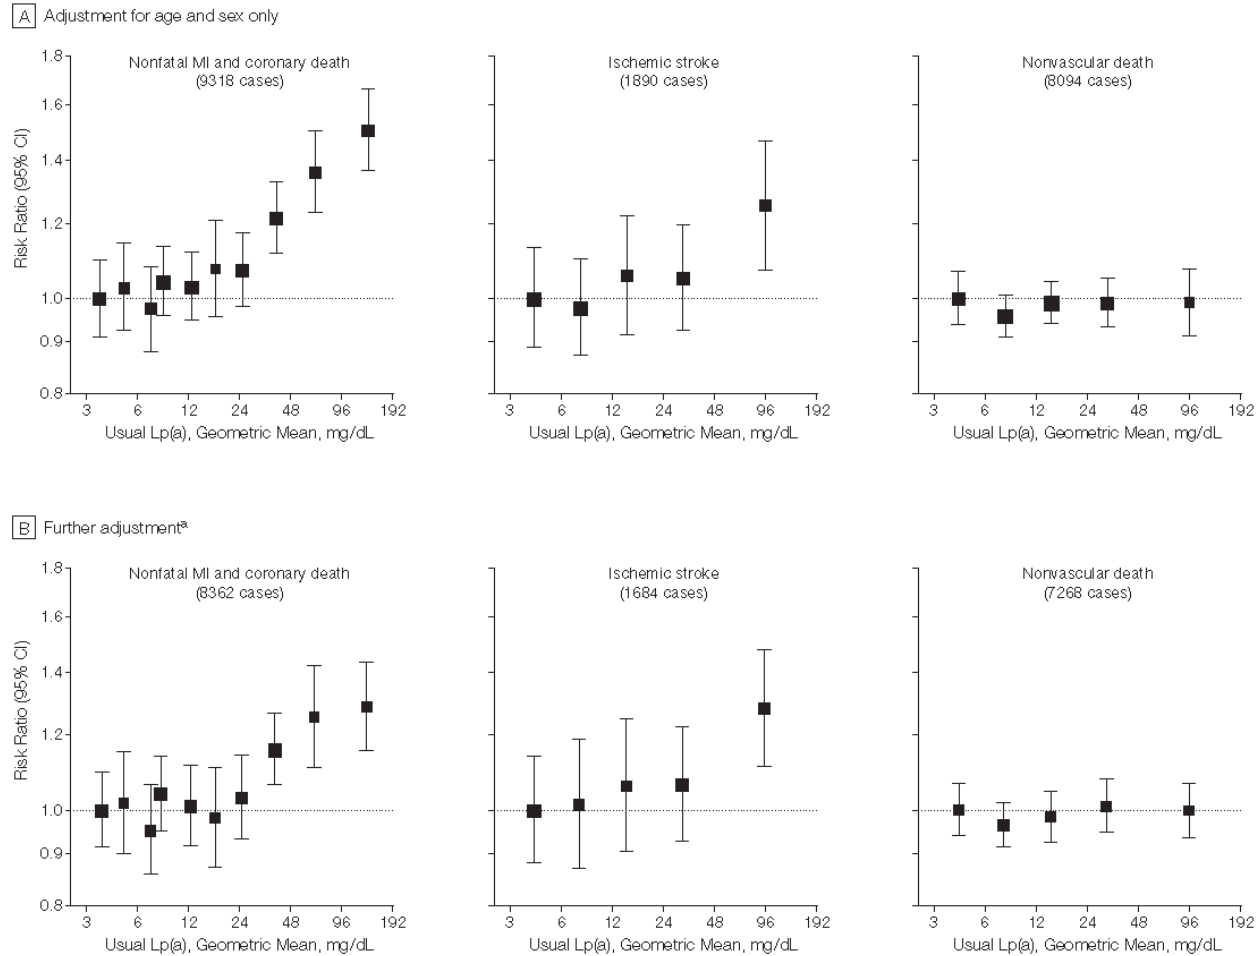 A Adjustment for age and sex only
Nonfatal MI and coronary death
(9318 cases)
Ischemic stroke
(1890 cases)
Nonvascular death
(8094 cases)
Risk Ratio (95% CI)
1.8
1.6
1.4
1.2
1.0
0.9
0.8
3 6 12 24 48 96 192
3 6 12 24 48 96 192
3 6 12 24 48 96 192
Usual Lp(a), Geometric Mean, mg/dL
Usual Lp(a), Geometric Mean, mg/dL
Usual Lp(a), Geometric Mean, mg/dL
B Further adjustmentᵃ
Nonfatal MI and coronary death
(8362 cases)
Ischemic stroke
(1684 cases)
Nonvascular death
(7268 cases)
Risk Ratio (95% CI)
1.8
1.6
1.4
1.2
1.0
0.9
0.8
3 6 12 24 48 96 192
3 6 12 24 48 96 192
3 6 12 24 48 96 192
Usual Lp(a), Geometric Mean, mg/dL
Usual Lp(a), Geometric Mean, mg/dL
Usual Lp(a), Geometric Mean, mg/dL